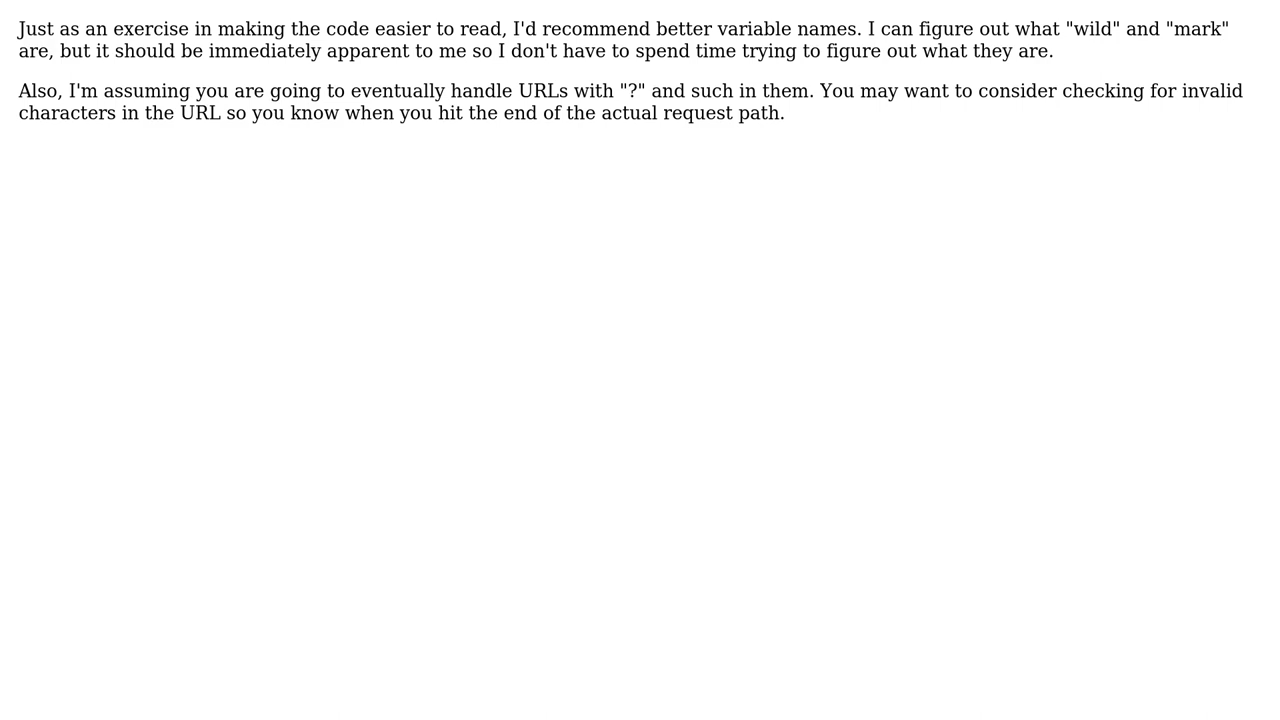 Just as an exercise in making the code easier to read, I'd recommend better variable names. I can figure out what "wild" and "mark"
are, but it should be immediately apparent to me so I don't have to spend time trying to figure out what they are.
Also, I'm assuming you are going to eventually handle URLs with "?" and such in them. You may want to consider checking for invalid
characters in the URL so you know when you hit the end of the actual request path.